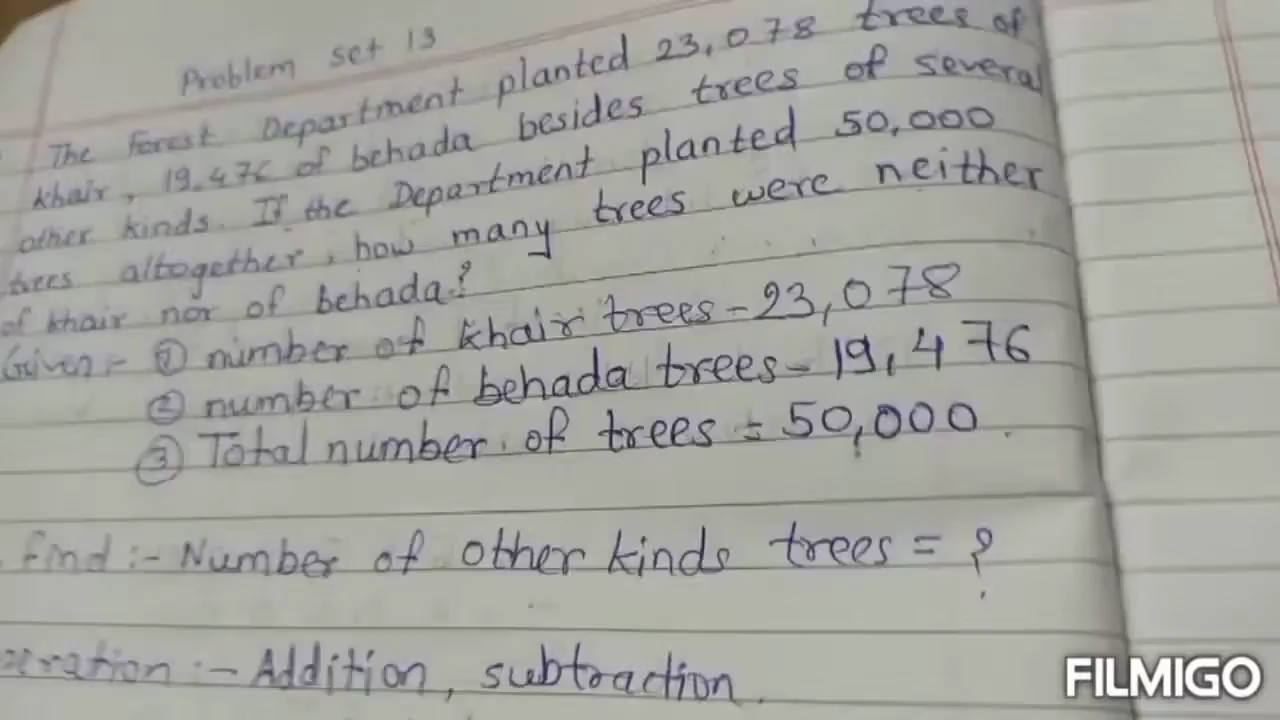 Problem set 13
The Forest Department planted 23,078 trees of
khair, 19,476 of behada besides trees of several
other kinds. If the Department planted 50,000
trees altogether, how many trees were neither
of khair nor of behada?
Given:- ① number of khair trees - 23,078
② number of behada trees - 19,476
③ Total number of trees = 50,000.
find :- Number of other kinds trees = ?
eration :- Addition, subtraction.
FILMIGO